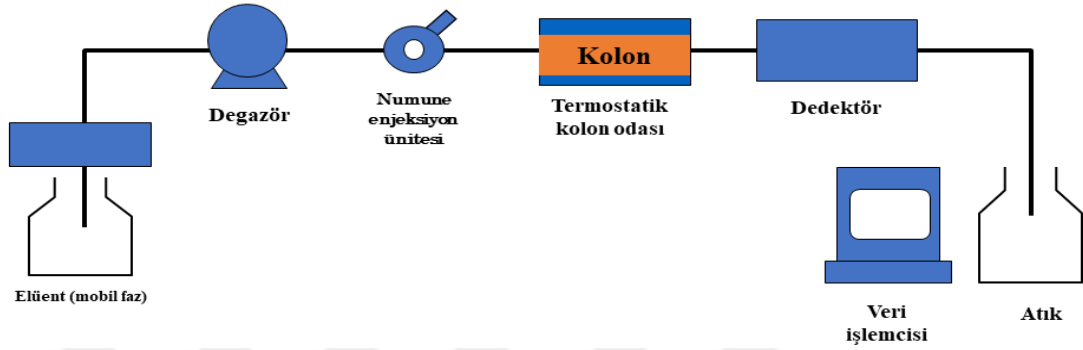 Kolon
Degazör
Numune
enjeksiyon
ünitesi
Termostatik
kolon odası
Dedektör
Elüent (mobil faz)
Veri
işlemcisi
Atık